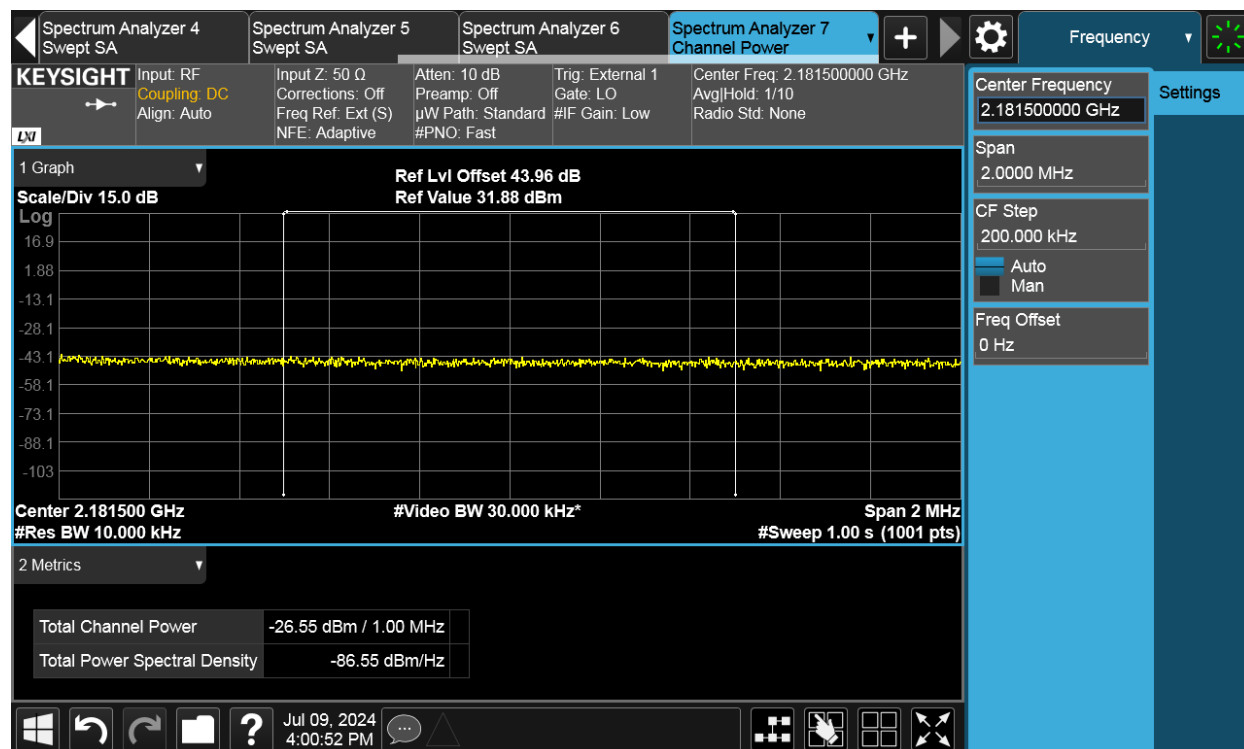 Spectrum Analyzer 4
Swept SA
Spectrum Analyzer 5
Swept SA
Spectrum Analyzer 6
Swept SA
Spectrum Analyzer 7
Channel Power
Frequency
KEYSIGHT
LXI
Input: RF
Coupling: DC
Align: Auto
Input Z: 50 Ω
Corrections: Off
Freq Ref: Ext (S)
NFE: Adaptive
Atten: 10 dB
Preamp: Off
µW Path: Standard
#PNO: Fast
Trig: External 1
Gate: LO
#IF Gain: Low
Center Freq: 2.181500000 GHz
Avg|Hold: 1/10
Radio Std: None
Center Frequency
2.181500000 GHz
Settings
Span
2.0000 MHz
CF Step
200.000 kHz
Auto
Man
Freq Offset
0 Hz
1 Graph
Ref Lvl Offset 43.96 dB
Scale/Div 15.0 dB
Ref Value 31.88 dBm
Log
16.9
1.88
-13.1
-28.1
-43.1
-58.1
-73.1
-88.1
-103
Center 2.181500 GHz
#Video BW 30.000 kHz*
Span 2 MHz
#Res BW 10.000 kHz
#Sweep 1.00 s (1001 pts)
2 Metrics
Total Channel Power -26.55 dBm / 1.00 MHz
Total Power Spectral Density -86.55 dBm/Hz
?
Jul 09, 2024
4:00:52 PM